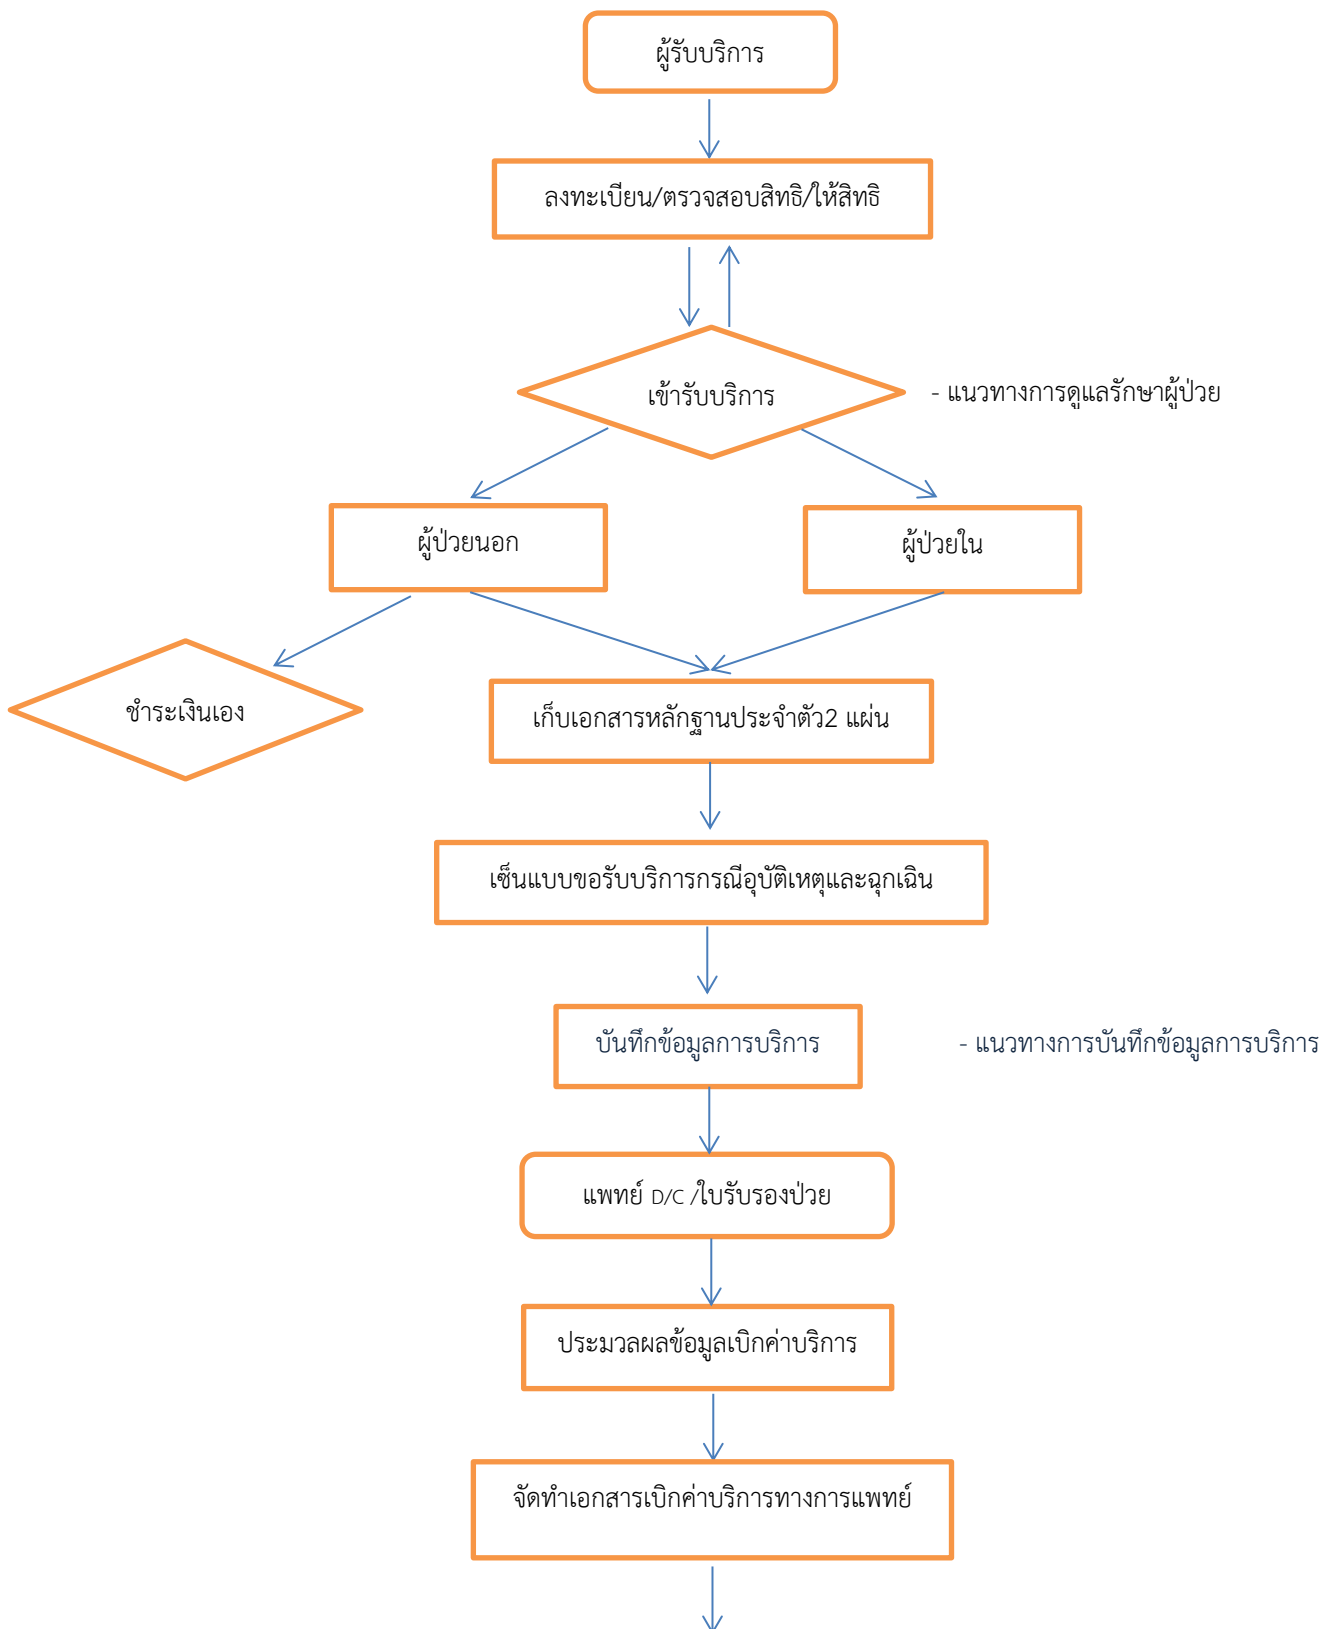 ผู้รับบริการ
ลงทะเบียน/ตรวจสอบสิทธิ/ให้สิทธิ
เข้ารับบริการ
- แนวทางการดูแลรักษาผู้ป่วย
ผู้ป่วยนอก
ผู้ป่วยใน
ชำระเงินเอง
เก็บเอกสารหลักฐานประจำตัว2 แผ่น
เซ็นแบบขอรับบริการกรณีอุบัติเหตุและฉุกเฉิน
บันทึกข้อมูลการบริการ
- แนวทางการบันทึกข้อมูลการบริการ
แพทย์ D/C /ใบรับรองป่วย
ประมวลผลข้อมูลเบิกค่าบริการ
จัดทำเอกสารเบิกค่าบริการทางการแพทย์